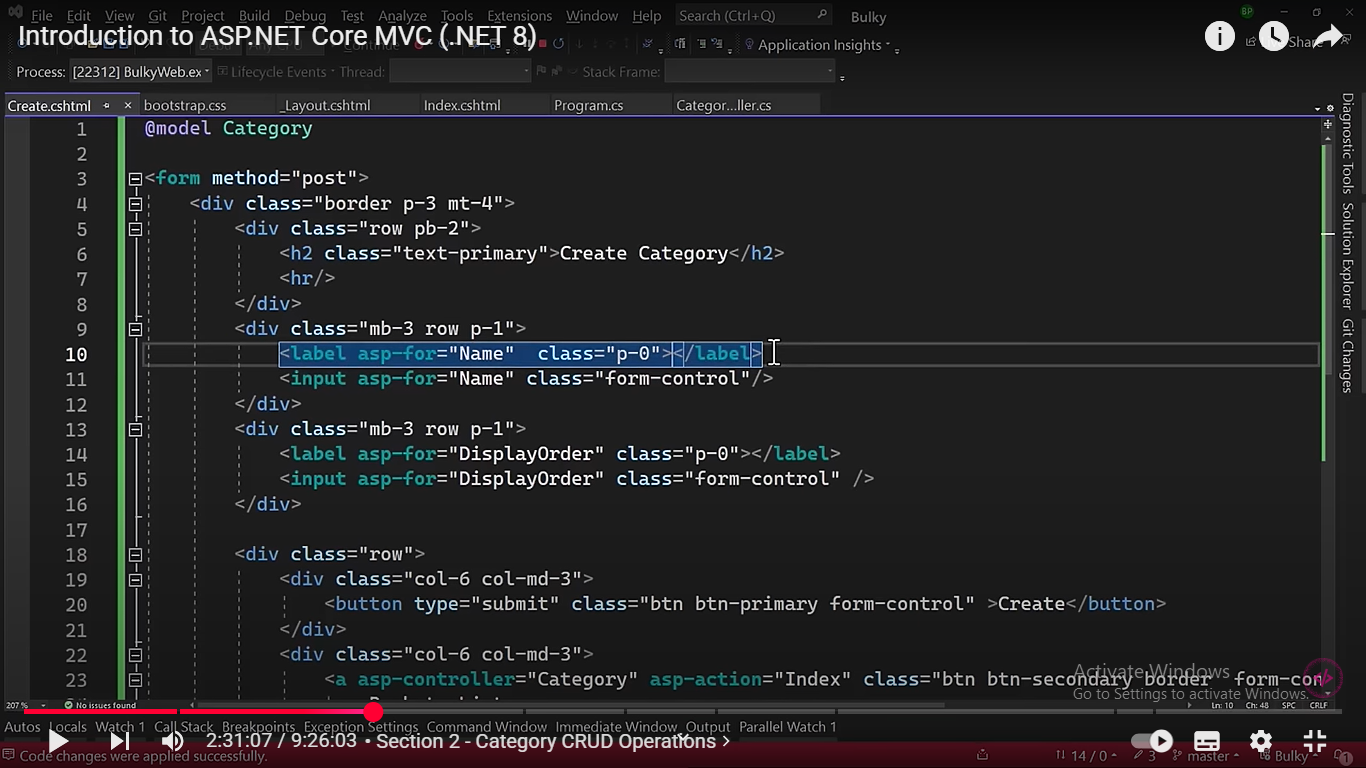 File Edit View Git Project Build Debug Test Analyze Tools Extensions Window Help Search (Ctrl+Q) Bulky
BP
Introduction to ASP.NET Core MVC (.NET 8)
Application Insights
Share
Process: [22312] BulkyWeb.ex Lifecycle Events Thread: Stack Frame:
Create.cshtml bootstrap.css _Layout.cshtml Index.cshtml Program.cs Categor...ller.cs
1 @model Category
2
3 <form method="post">
4 <div class="border p-3 mt-4">
5 <div class="row pb-2">
6 <h2 class="text-primary">Create Category</h2>
7 <hr/>
8 </div>
9 <div class="mb-3 row p-1">
10 <label asp-for="Name"  class="p-0"></label>
11 <input asp-for="Name" class="form-control"/>
12 </div>
13 <div class="mb-3 row p-1">
14 <label asp-for="DisplayOrder" class="p-0"></label>
15 <input asp-for="DisplayOrder" class="form-control" />
16 </div>
17
18 <div class="row">
19 <div class="col-6 col-md-3">
20 <button type="submit" class="btn btn-primary form-control" >Create</button>
21 </div>
22 <div class="col-6 col-md-3">
23 <a asp-controller="Category" asp-action="Index" class="btn btn-secondary border form-con
Diagnostic Tools
Solution Explorer
Git Changes
Activate Windows
Go to Settings to activate Windows.
207 % No issues found Ln: 10 Ch: 48 SPC CRLF
Autos Locals Watch 1 Call Stack Breakpoints Exception Settings Command Window Immediate Window Output Parallel Watch 1
2:31:07 / 9:26:03 • Section 2 - Category CRUD Operations >
Code changes were applied successfully. 14 / 0 3 master Bulky 1